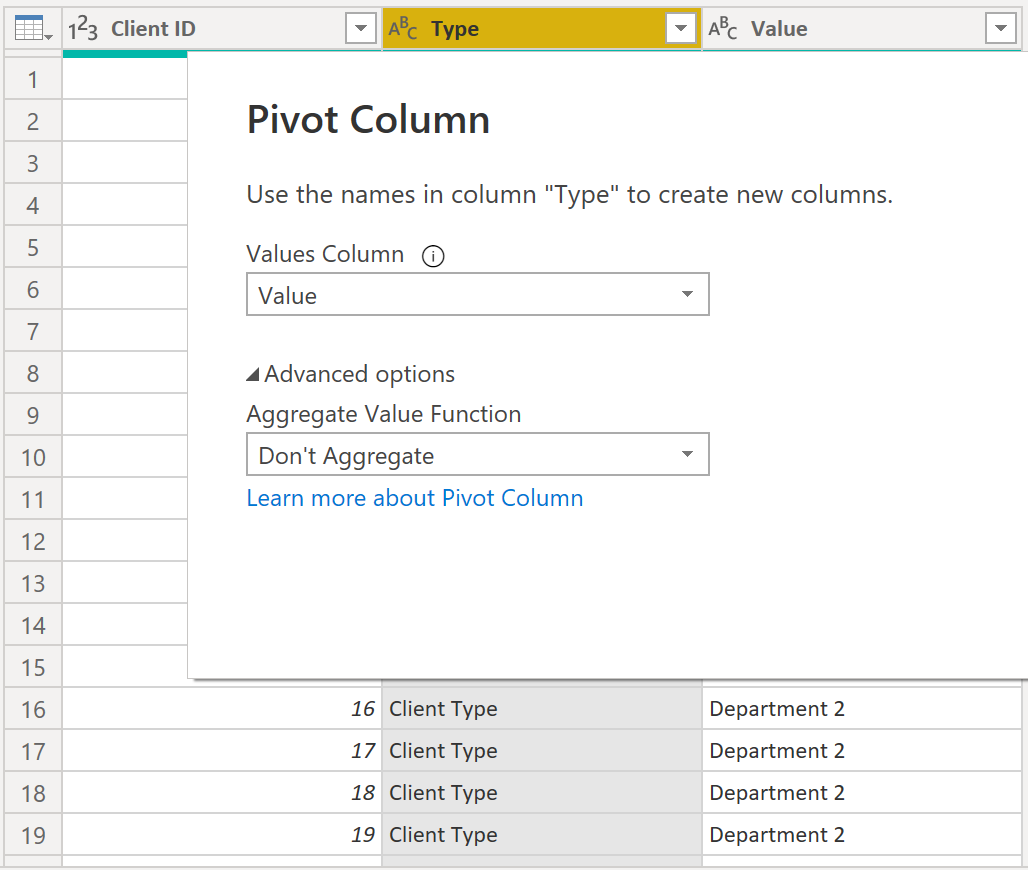 123 Client ID ABC Type ABC Value
1
2
3
4
5
6
7
8
9
10
11
12
13
14
15
Pivot Column
Use the names in column "Type" to create new columns.
Values Column i
Value
Advanced options
Aggregate Value Function
Don't Aggregate
Learn more about Pivot Column
16 16 Client Type Department 2
17 17 Client Type Department 2
18 18 Client Type Department 2
19 19 Client Type Department 2